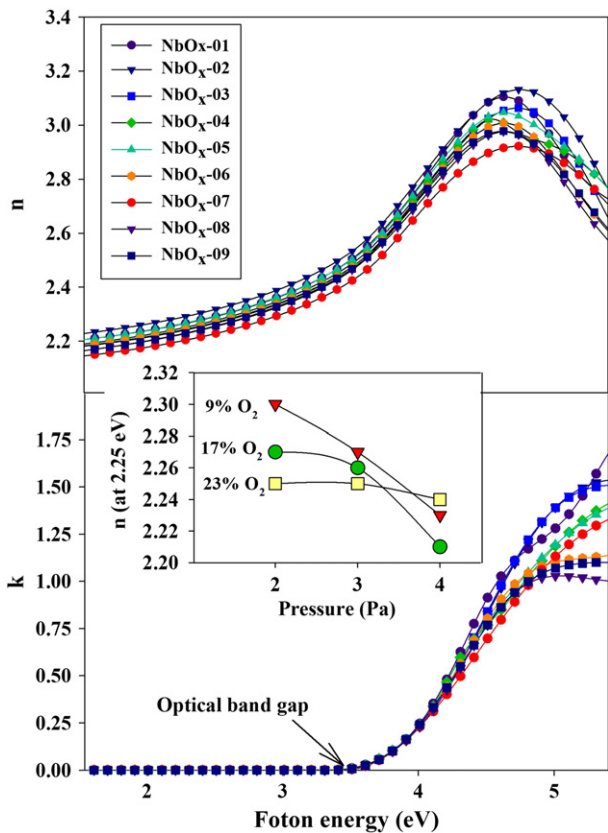 3.4
3.2
3.0
2.8
2.6
2.4
2.2
n
NbOx-01
NbOx-02
NbOx-03
NbOx-04
NbOx-05
NbOx-06
NbOx-07
NbOx-08
NbOx-09
2.32
2.30
2.28
2.26
2.24
2.22
2.20
n (at 2.25 eV)
9% O2
17% O2
23% O2
2 3 4
Pressure (Pa)
1.75
1.50
1.25
1.00
0.75
0.50
0.25
0.00
k
Optical band gap
2 3 4 5
Foton energy (eV)